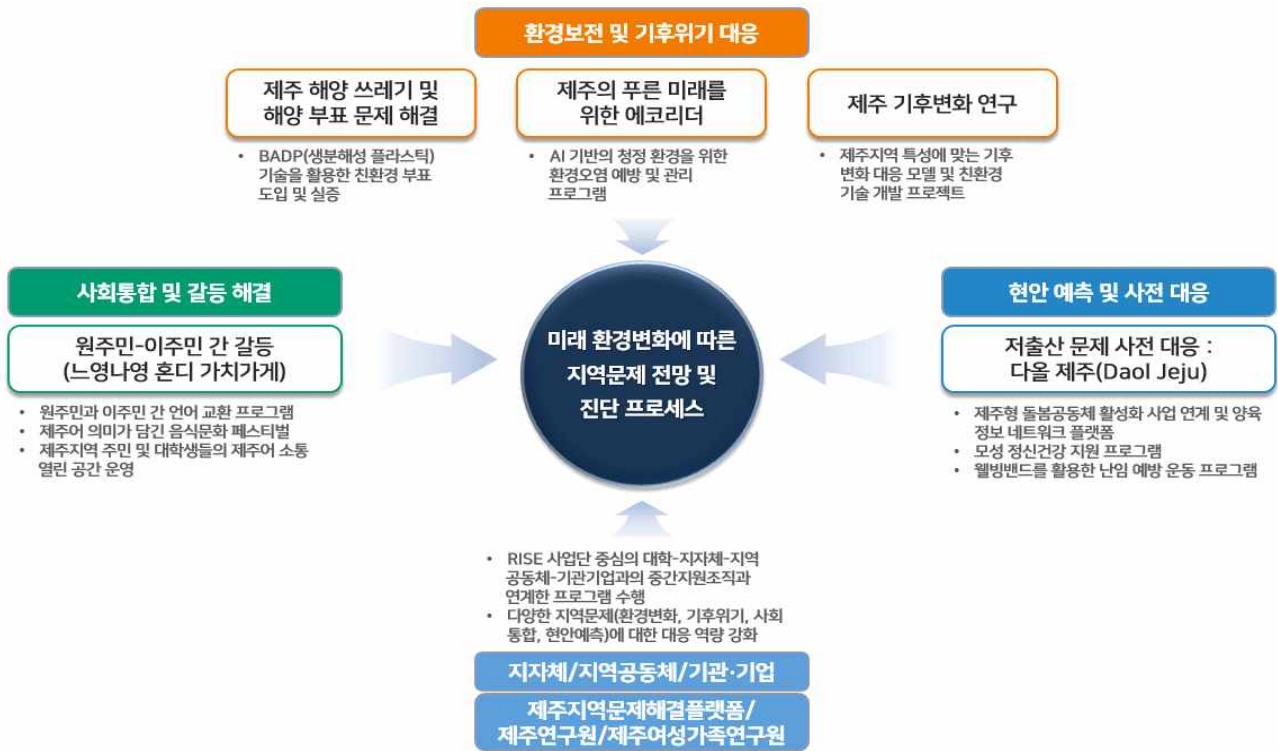 환경보전 및 기후위기 대응
제주 해양 쓰레기 및
해양 부표 문제 해결
• BADP(생분해성 플라스틱)
기술을 활용한 친환경 부표
도입 및 실증
제주의 푸른 미래를
위한 에코리더
• AI 기반의 청정 환경을 위한
환경오염 예방 및 관리
프로그램
제주 기후변화 연구
• 제주지역 특성에 맞는 기후
변화 대응 모델 및 친환경
기술 개발 프로젝트
사회통합 및 갈등 해결
원주민-이주민 간 갈등
(느영나영 혼디 가치가게)
• 원주민과 이주민 간 언어 교환 프로그램
• 제주어 의미가 담긴 음식문화 페스티벌
• 제주지역 주민 및 대학생들의 제주어 소통
열린 공간 운영
미래 환경변화에 따른
지역문제 전망 및
진단 프로세스
현안 예측 및 사전 대응
저출산 문제 사전 대응 :
다올 제주(Daol Jeju)
• 제주형 돌봄공동체 활성화 사업 연계 및 양육
정보 네트워크 플랫폼
• 모성 정신건강 지원 프로그램
• 웰빙밴드를 활용한 난임 예방 운동 프로그램
• RISE 사업단 중심의 대학-지자체-지역
공동체-기관기업과의 중간지원조직과
연계한 프로그램 수행
• 다양한 지역문제(환경변화, 기후위기, 사회
통합, 현안예측)에 대한 대응 역량 강화
지자체/지역공동체/기관·기업
제주지역문제해결플랫폼/
제주연구원/제주여성가족연구원